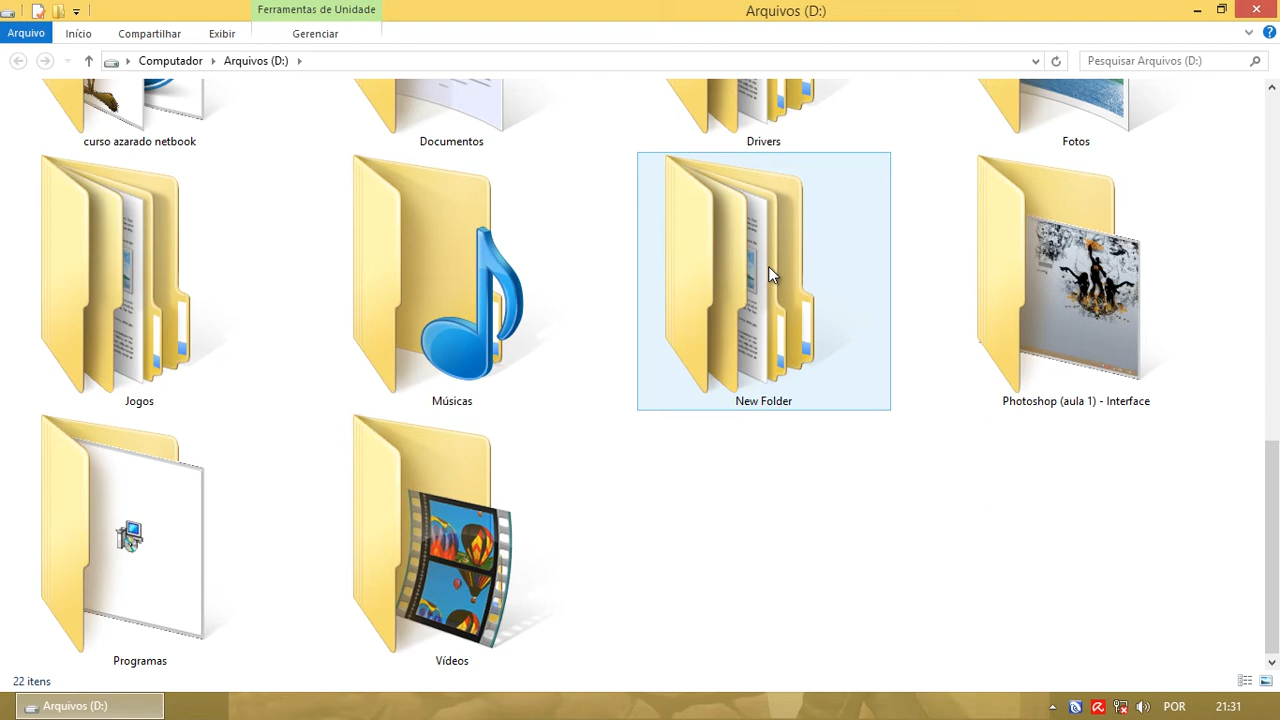 Ferramentas de Unidade
Arquivos (D:)
Arquivo
Início
Compartilhar
Exibir
Gerenciar
Computador
Arquivos (D:)
Pesquisar Arquivos (D:)
curso azarado netbook
Documentos
Drivers
Fotos
Jogos
Músicas
New Folder
Photoshop (aula 1) - Interface
Programas
Vídeos
22 itens
Arquivos (D:)
POR
21:31